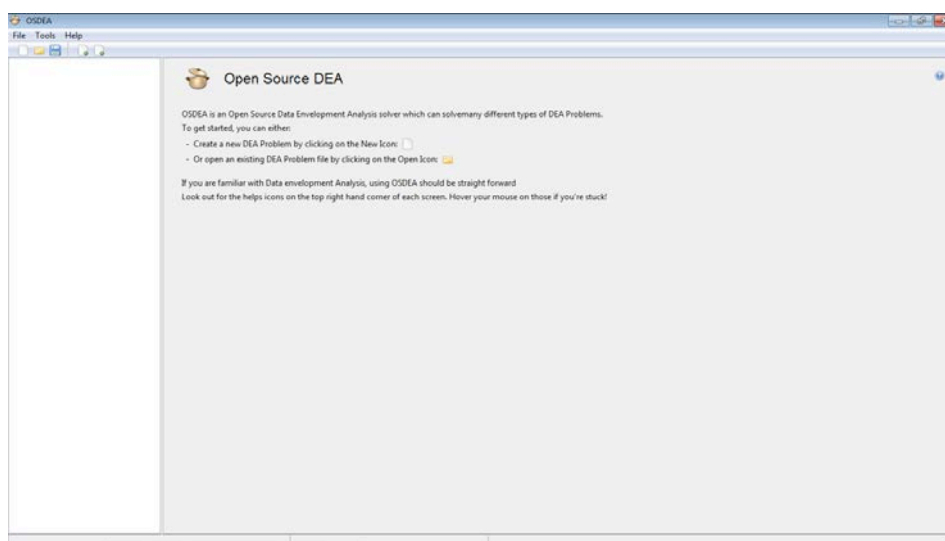 OSDEA
File Tools Help
Open Source DEA
OSDEA is an Open Source Data Envelopment Analysis solver which can solvemany different types of DEA Problems.
To get started, you can either:
- Create a new DEA Problem by clicking on the New Icon:
- Or open an existing DEA Problem file by clicking on the Open Icon:
If you are familiar with Data envelopment Analysis, using OSDEA should be straight forward
Look out for the helps icons on the top right hand corner of each screen. Hover your mouse on those if you're stuck!